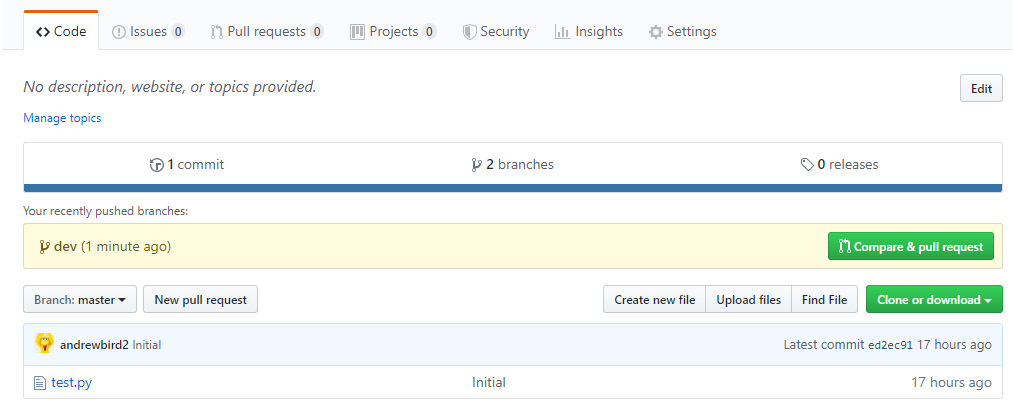 Code Issues 0 Pull requests 0 Projects 0 Security Insights Settings
No description, website, or topics provided. Edit
Manage topics
1 commit 2 branches 0 releases
Your recently pushed branches:
dev (1 minute ago) Compare & pull request
Branch: master New pull request Create new file Upload files Find File Clone or download
andrewbird2 Initial Latest commit ed2ec91 17 hours ago
test.py Initial 17 hours ago